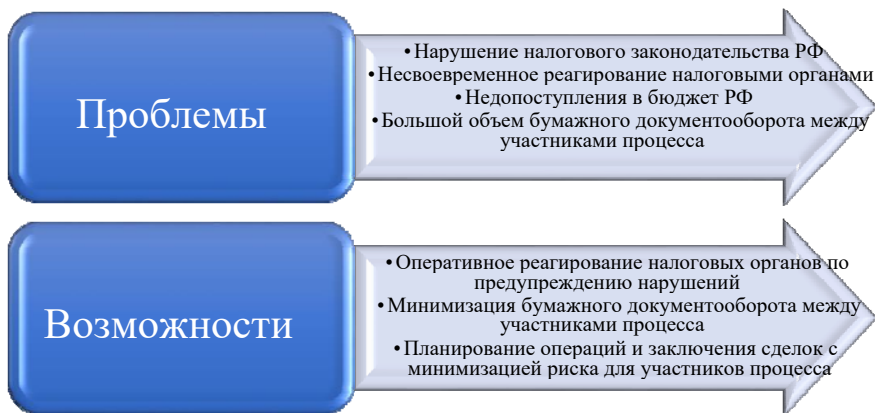 Проблемы
•Нарушение налогового законодательства РФ
•Несвоевременное реагирование налоговыми органами
•Недопоступления в бюджет РФ
•Большой объем бумажного документооборота между
участниками процесса
Возможности
•Оперативное реагирование налоговых органов по
предупреждению нарушений
•Минимизация бумажного документооборота между
участниками процесса
•Планирование операций и заключения сделок с
минимизацией риска для участников процесса